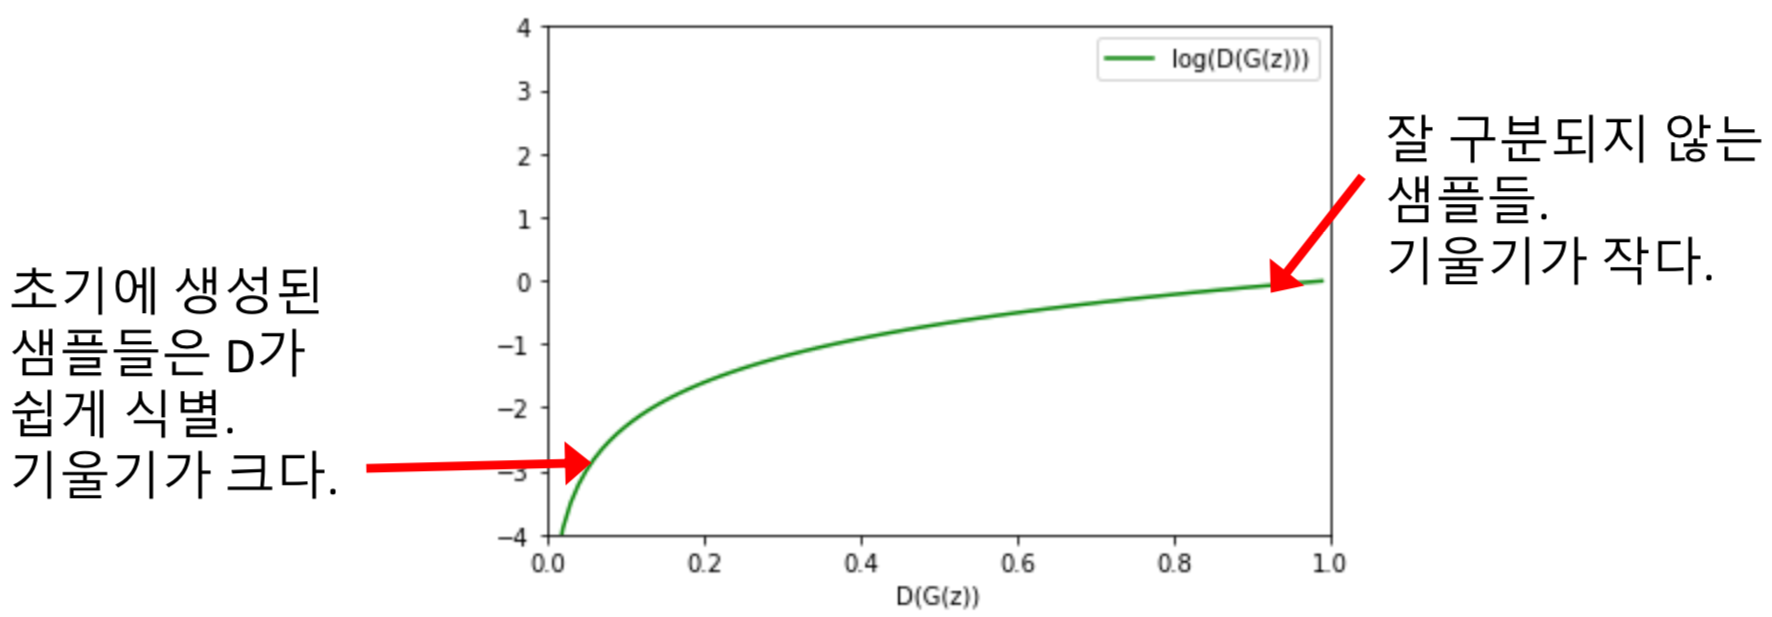 초기에 생성된
샘플들은 D가
쉽게 식별.
기울기가 크다.
4
3
2
1
0
−1
−2
−3
−4
0.0 0.2 0.4 0.6 0.8 1.0
D(G(z))
log(D(G(z)))
잘 구분되지 않는
샘플들.
기울기가 작다.